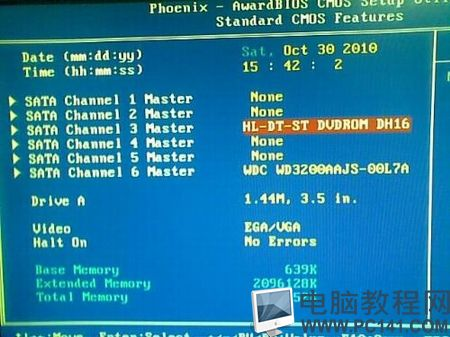 Phoenix - AwardBIOS CMOS Setup
Standard CMOS Features
Date (mm:dd:yy) Sat, Oct 30 2010
Time (hh:mm:ss) 15 : 42 : 2
SATA Channel 1 Master None
SATA Channel 2 Master None
SATA Channel 3 Master HL-DT-ST DVDROM DH16
SATA Channel 4 Master None
SATA Channel 5 Master None
SATA Channel 6 Master WDC WD3200AAJS-00L7A
Drive A 1.44M, 3.5 in.
Video EGA/VGA
Halt On No Errors
Base Memory 639K
Extended Memory 2096128K
Total Memory
电脑教程网
WWW.PC141.COM